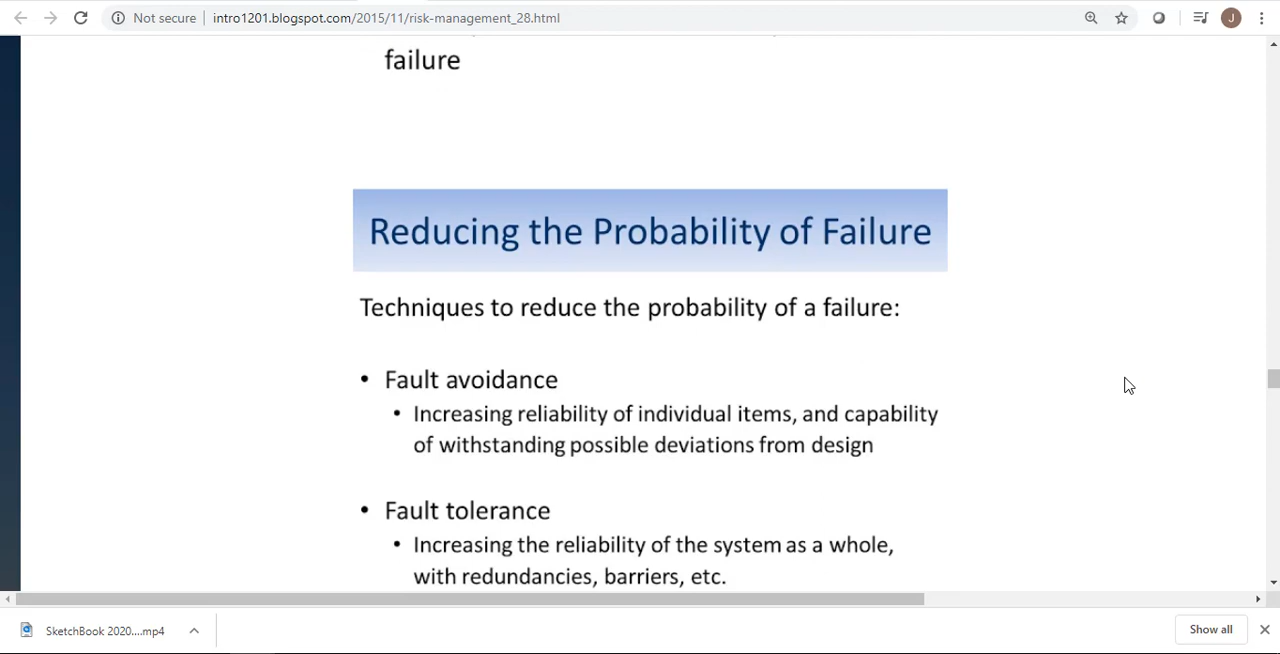 Not secure
intro1201.blogspot.com/2015/11/risk-management_28.html
J
failure
Reducing the Probability of Failure
Techniques to reduce the probability of a failure:
• Fault avoidance
• Increasing reliability of individual items, and capability
of withstanding possible deviations from design
• Fault tolerance
• Increasing the reliability of the system as a whole,
with redundancies, barriers, etc.
SketchBook 2020....mp4
Show all